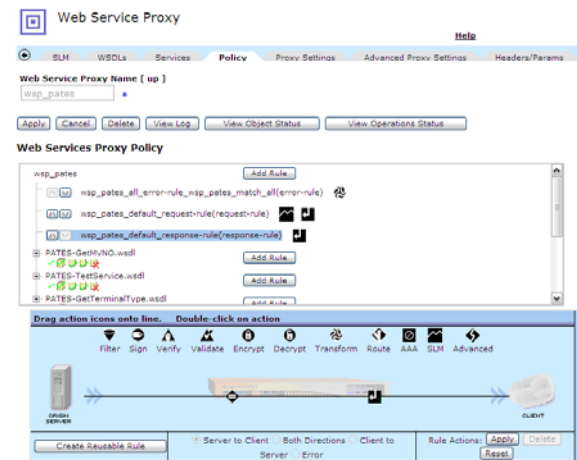 Web Service Proxy
Help
SLM WSDLs Services Policy Proxy Settings Advanced Proxy Settings Headers/Params
Web Service Proxy Name [ up ]
wsp_pates *
Apply Cancel Delete View Log View Object Status View Operations Status
Web Services Proxy Policy
wsp_pates Add Rule
wsp_pates_all_error-rule_wsp_pates_match_all(error-rule)
wsp_pates_default_request-rule(request-rule)
wsp_pates_default_response-rule(response-rule)
PATES-GetMVNO.wsdl Add Rule
PATES-TestService.wsdl Add Rule
PATES-GetTerminalType.wsdl Add Rule
Drag action icons onto line. Double-click on action
Filter Sign Verify Validate Encrypt Decrypt Transform Route AAA SLM Advanced
ORIGIN SERVER
CLIENT
Create Reusable Rule
Server to Client Both Directions Client to
Server Error
Rule Actions: Apply Delete
Reset